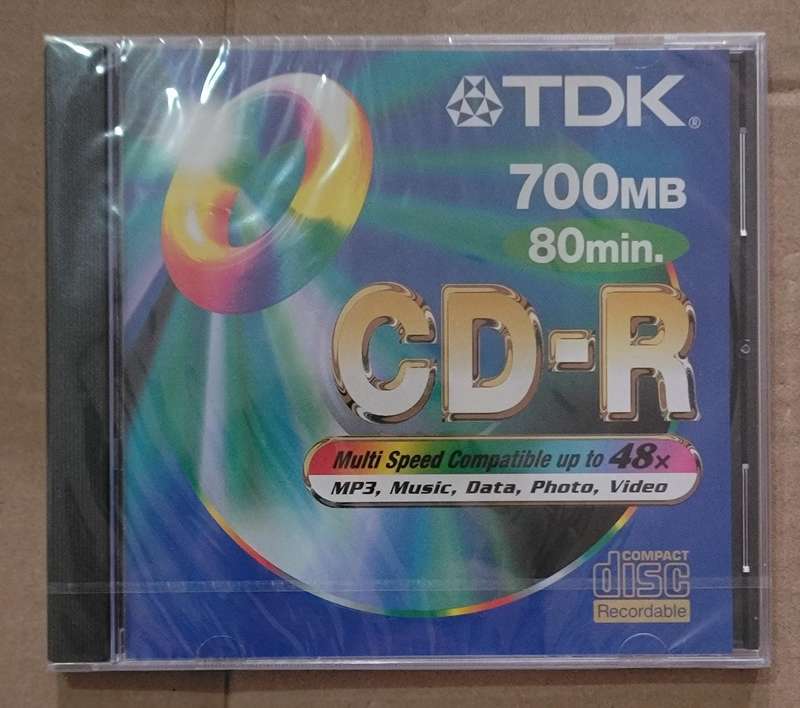 TDK®
700MB
80min.
CD-R
Multi Speed Compatible up to 48x
MP3, Music, Data, Photo, Video
COMPACT
disc
Recordable